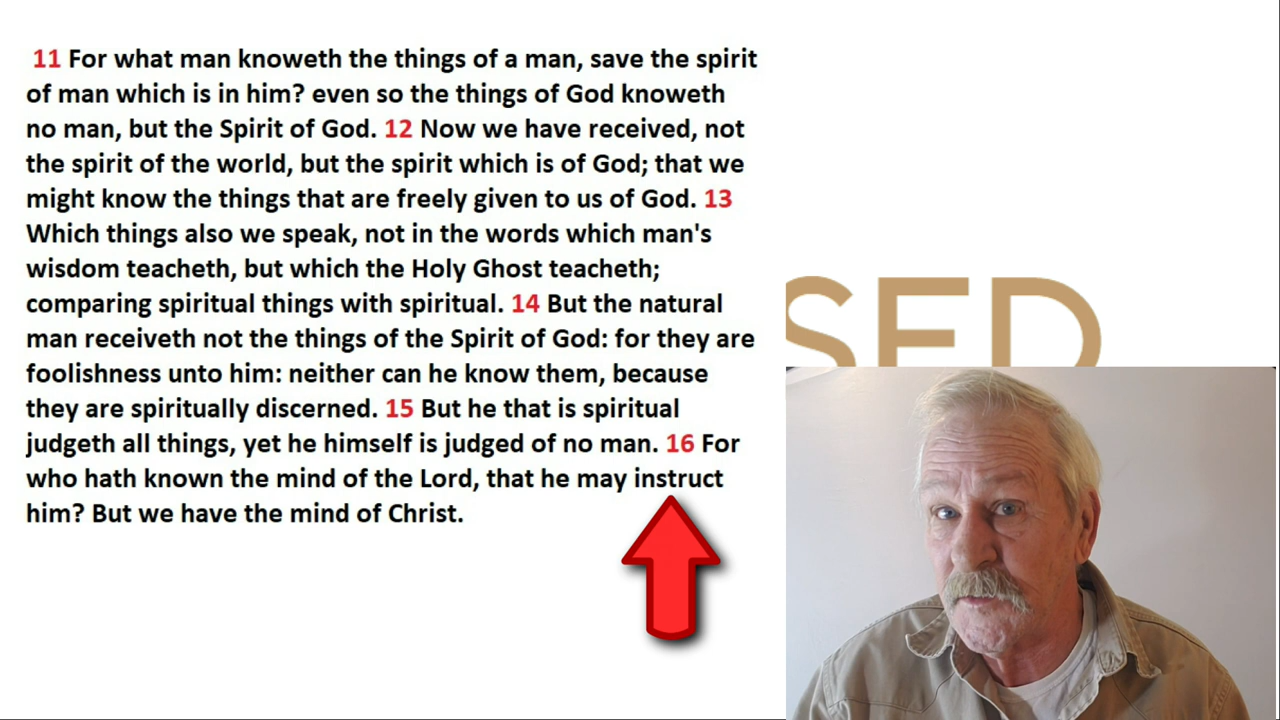 11 For what man knoweth the things of a man, save the spirit
of man which is in him? even so the things of God knoweth
no man, but the Spirit of God. 12 Now we have received, not
the spirit of the world, but the spirit which is of God; that we
might know the things that are freely given to us of God. 13
Which things also we speak, not in the words which man's
wisdom teacheth, but which the Holy Ghost teacheth;
comparing spiritual things with spiritual. 14 But the natural
man receiveth not the things of the Spirit of God: for they are
foolishness unto him: neither can he know them, because
they are spiritually discerned. 15 But he that is spiritual
judgeth all things, yet he himself is judged of no man. 16 For
who hath known the mind of the Lord, that he may instruct
him? But we have the mind of Christ.
SED